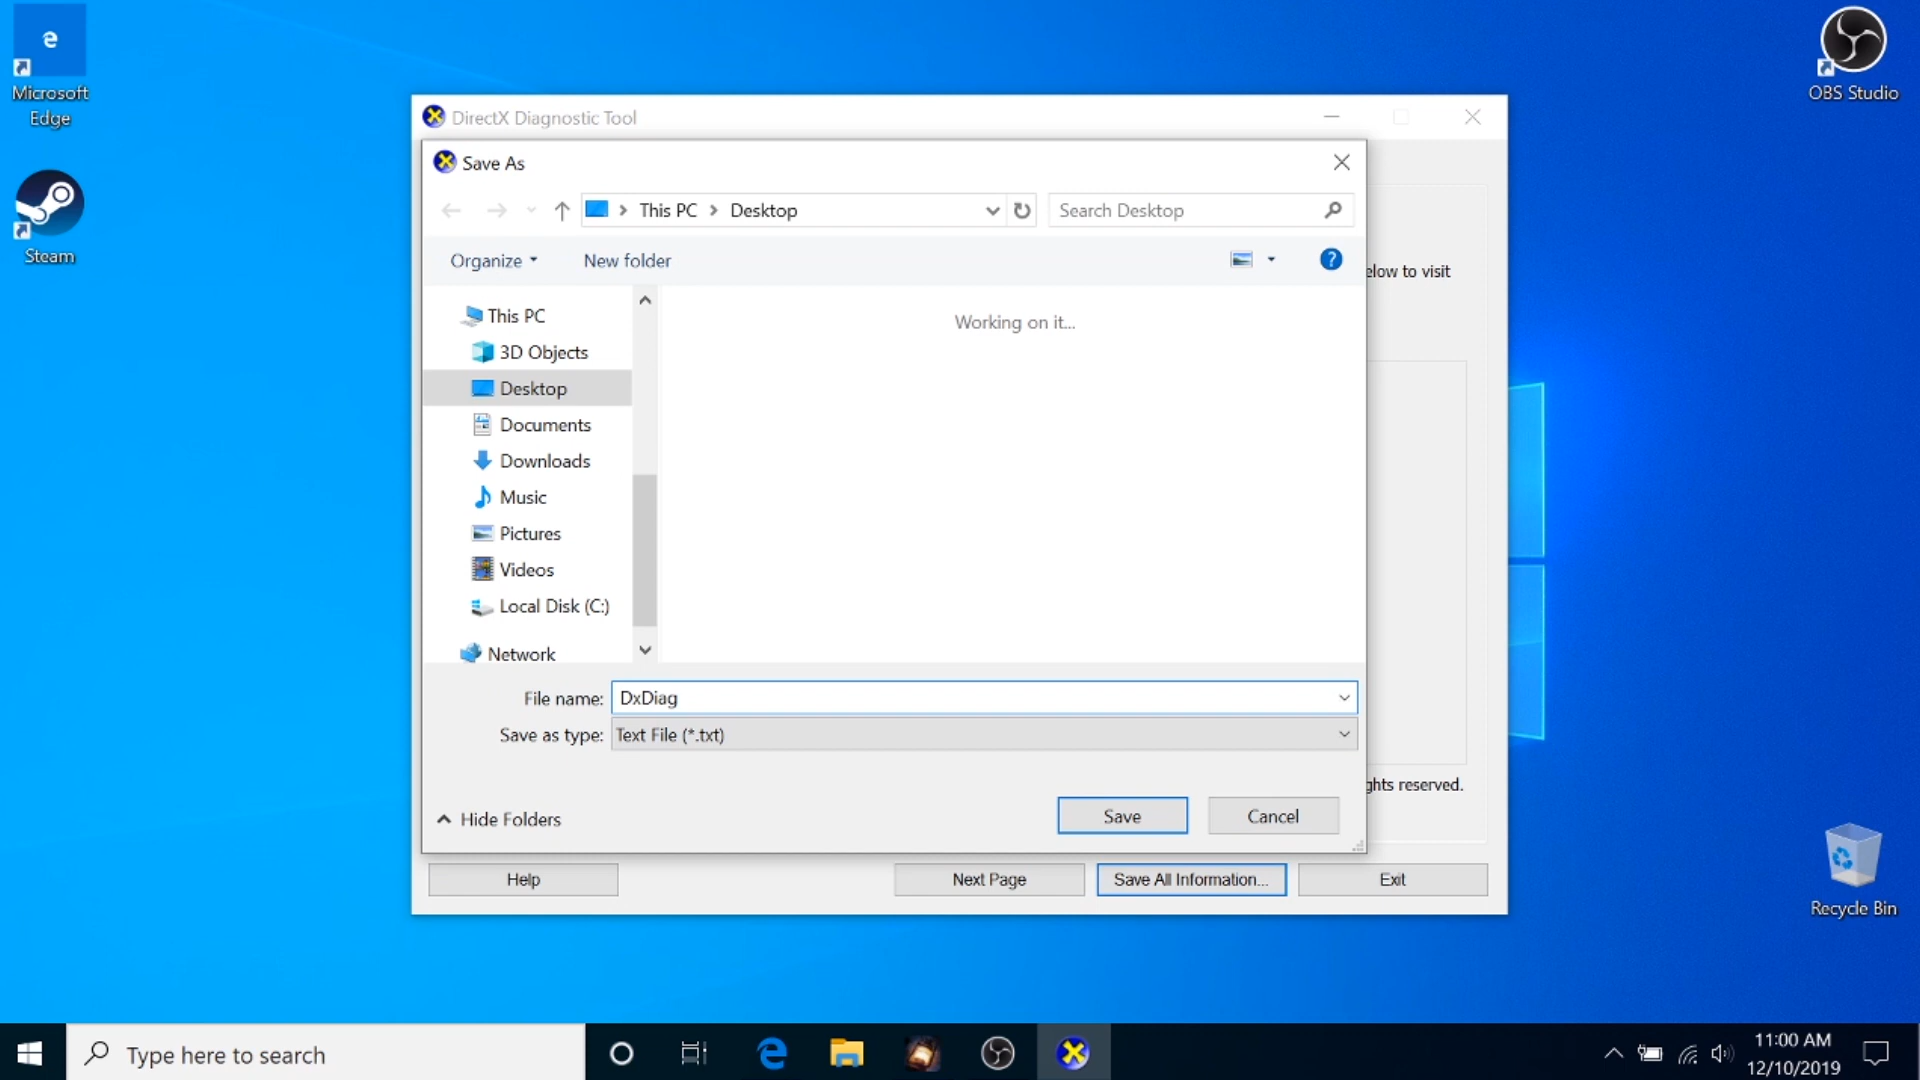 Microsoft
Edge
Steam
OBS Studio
DirectX Diagnostic Tool
Save As
This PC
Desktop
Search Desktop
Organize
New folder
elow to visit
This PC
3D Objects
Desktop
Documents
Downloads
Music
Pictures
Videos
Local Disk (C:)
Network
Working on it...
File name: DxDiag
Save as type: Text File (*.txt)
ghts reserved.
Hide Folders
Save
Cancel
Help
Next Page
Save All Information...
Exit
Recycle Bin
Type here to search
11:00 AM
12/10/2019